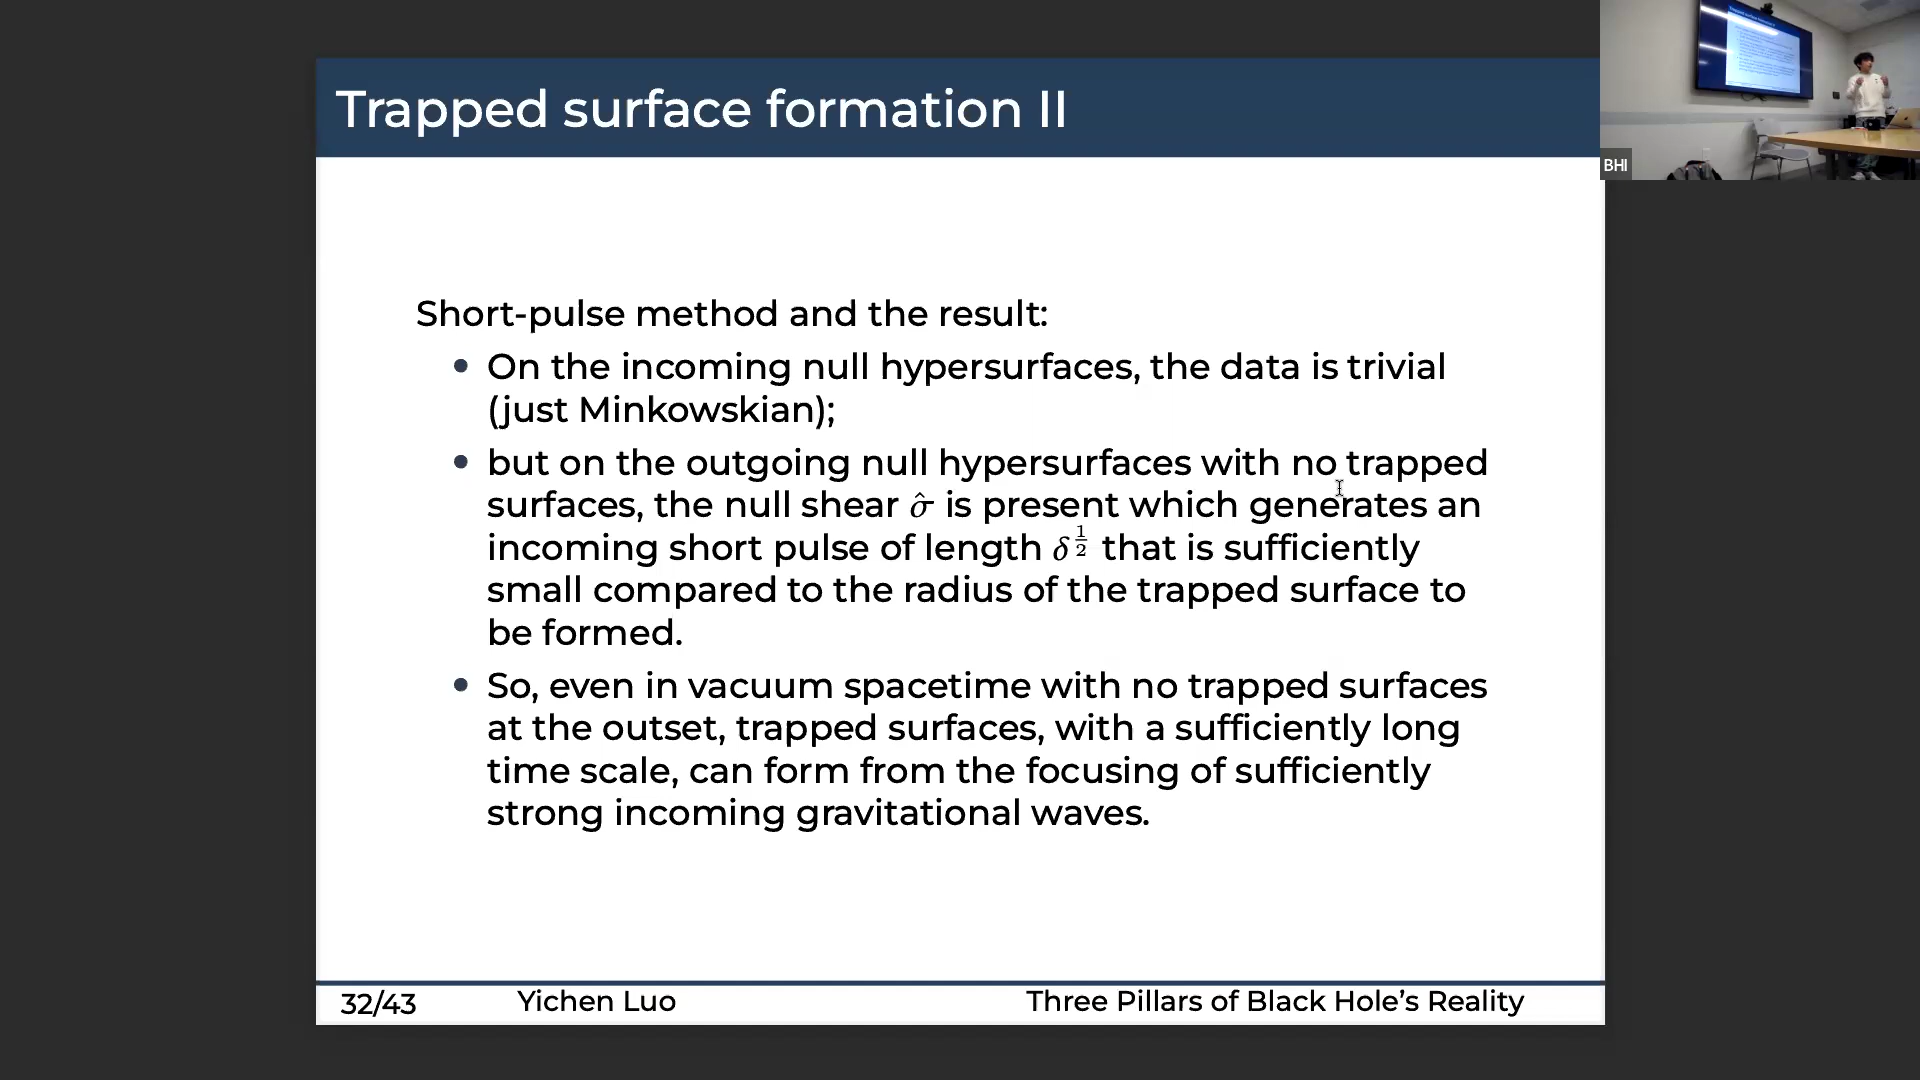 Trapped surface formation II
BHI
Short-pulse method and the result:
• On the incoming null hypersurfaces, the data is trivial
(just Minkowskian);
• but on the outgoing null hypersurfaces with no trapped
surfaces, the null shear σ̂ is present which generates an
incoming short pulse of length δ^{1/2} that is sufficiently
small compared to the radius of the trapped surface to
be formed.
• So, even in vacuum spacetime with no trapped surfaces
at the outset, trapped surfaces, with a sufficiently long
time scale, can form from the focusing of sufficiently
strong incoming gravitational waves.
32/43 Yichen Luo Three Pillars of Black Hole’s Reality